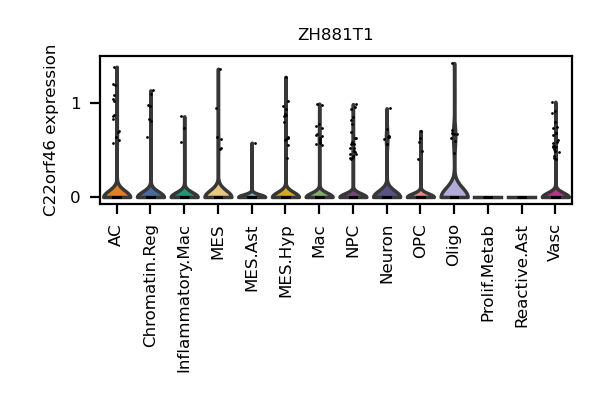 ZH881T1
C22orf46 expression
1
0
AC
Chromatin.Reg
Inflammatory.Mac
MES
MES.Ast
MES.Hyp
Mac
NPC
Neuron
OPC
Oligo
Prolif.Metab
Reactive.Ast
Vasc